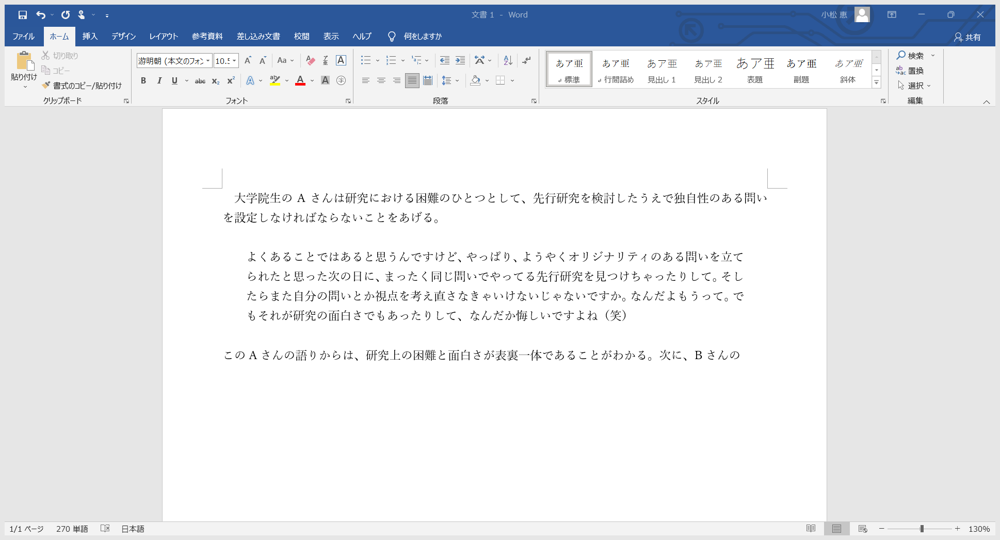 文書 1 - Word
小松 恵
ファイル ホーム 挿入 デザイン レイアウト 参考資料 差し込み文書 校閲 表示 ヘルプ 何をしますか 共有
貼り付け
切り取り
コピー
書式のコピー/貼り付け
クリップボード
游明朝 (本文のフォン 10.5 A A Aa A A
B I U abc x₂ x² A ab A A 字
フォント
段落
あア亜 あア亜 あア亜 あア亜 あア亜 あア亜 あア亜
標準 行間詰め 見出し 1 見出し 2 表題 副題 斜体
スタイル
検索
置換
選択
編集
大学院生の A さんは研究における困難のひとつとして、先行研究を検討したうえで独自性のある問い
を設定しなければならないことをあげる。
よくあることではあると思うんですけど、やっぱり、ようやくオリジナリティのある問いを立て
られたと思った次の日に、まったく同じ問いでやってる先行研究を見つけちゃったりして。そし
たらまた自分の問いとか視点を考え直さなきゃいけないじゃないですか。なんだよもうって。で
もそれが研究の面白さでもあったりして、なんだか悔しいですよね（笑）
この A さんの語りからは、研究上の困難と面白さが表裏一体であることがわかる。次に、B さんの
1/1 ページ 270 単語 日本語 130%